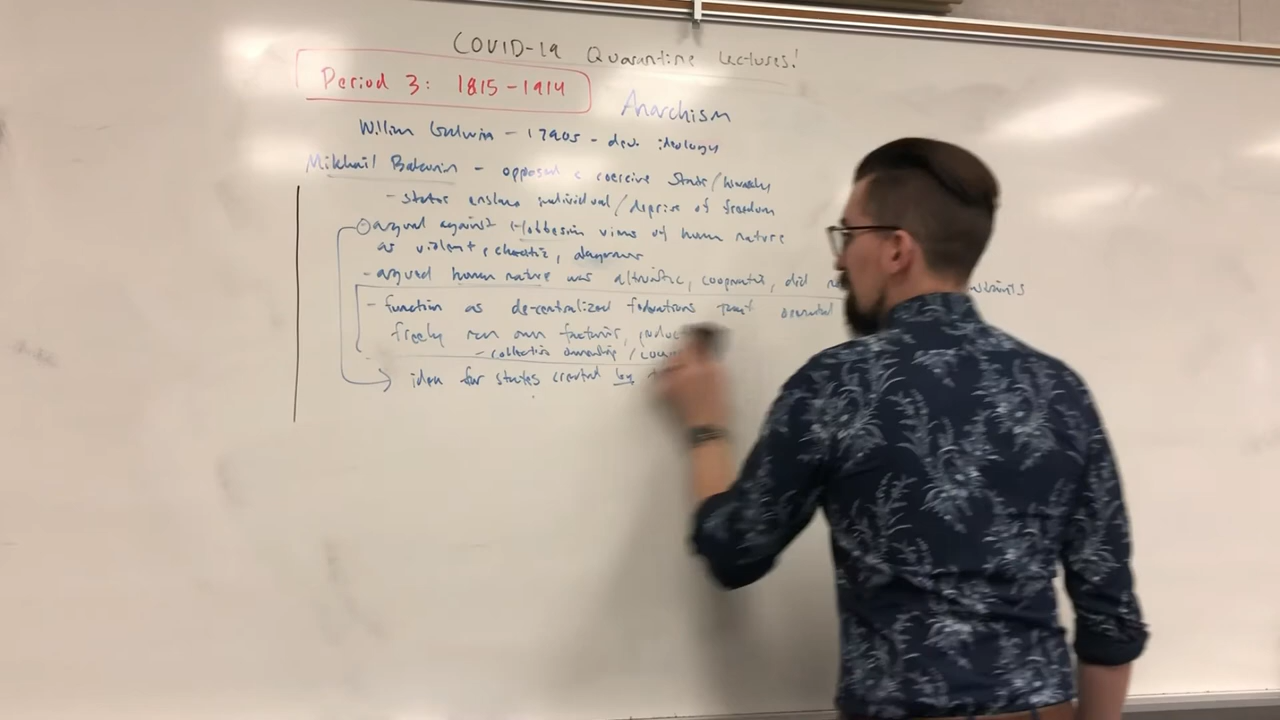 COVID-19 Quarantine Lectures!
Period 3: 1815-1914
Anarchism
William Godwin - 1790s - dev. ideology
Mikhail Bakunin - opposed coercive State/hierarchy
- states enslave individual/deprive of freedom
- argued against Hobbesian views of human nature
as violent, chaotic, dangerous
- argued human nature was altruistic, cooperative, did
- function as de-centralized federations that
freely run own factories,
- collective ownership /
idea for states created by